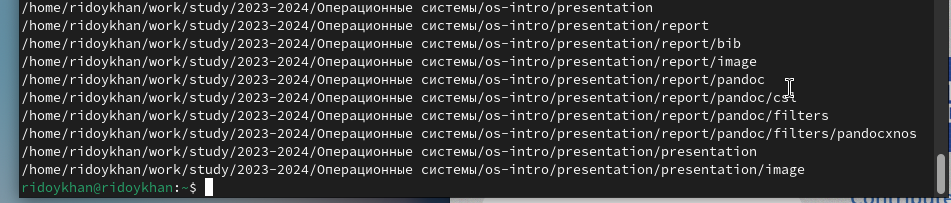 /home/ridoykhan/work/study/2023-2024/Операционные системы/os-intro/presentation
/home/ridoykhan/work/study/2023-2024/Операционные системы/os-intro/presentation/report
/home/ridoykhan/work/study/2023-2024/Операционные системы/os-intro/presentation/report/bib
/home/ridoykhan/work/study/2023-2024/Операционные системы/os-intro/presentation/report/image
/home/ridoykhan/work/study/2023-2024/Операционные системы/os-intro/presentation/report/pandoc
/home/ridoykhan/work/study/2023-2024/Операционные системы/os-intro/presentation/report/pandoc/csl
/home/ridoykhan/work/study/2023-2024/Операционные системы/os-intro/presentation/report/pandoc/filters
/home/ridoykhan/work/study/2023-2024/Операционные системы/os-intro/presentation/report/pandoc/filters/pandocxnos
/home/ridoykhan/work/study/2023-2024/Операционные системы/os-intro/presentation/presentation
/home/ridoykhan/work/study/2023-2024/Операционные системы/os-intro/presentation/presentation/image
ridoykhan@ridoykhan:~$